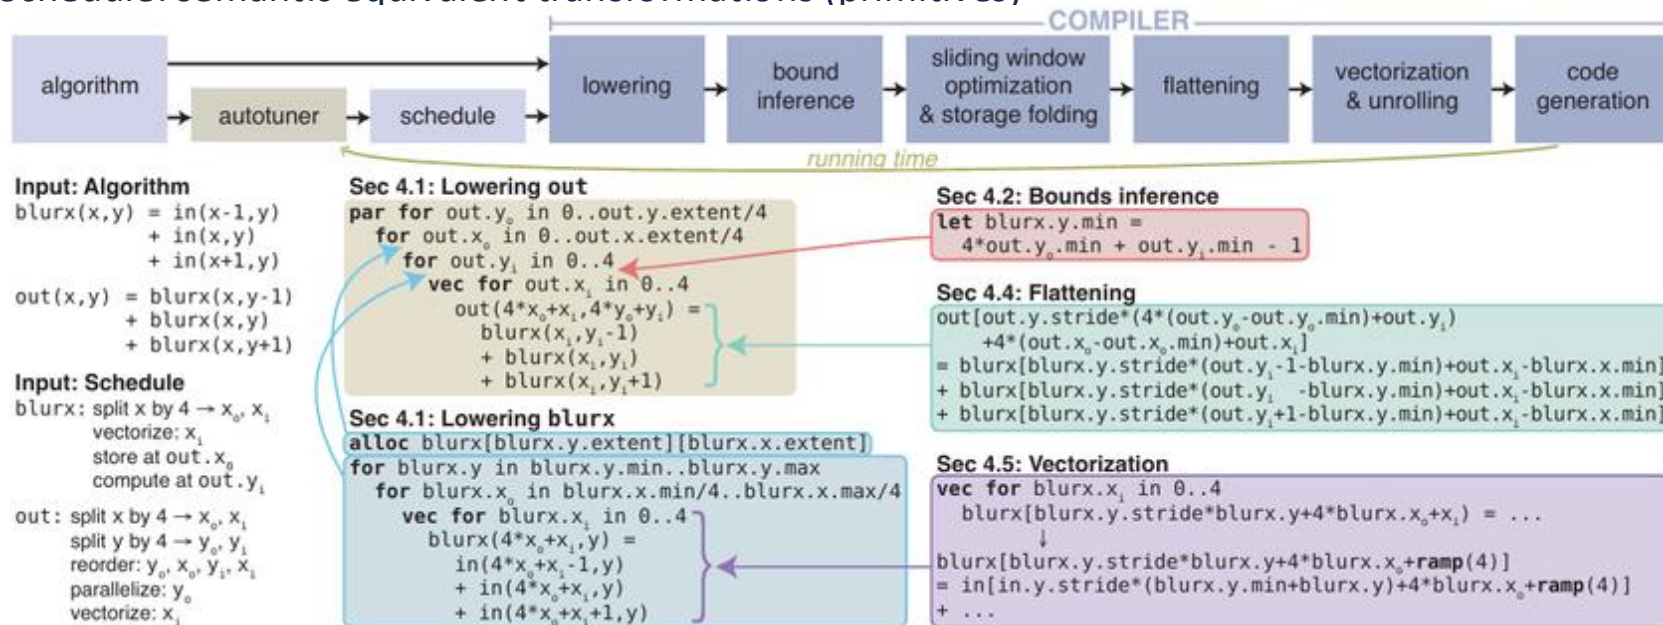 Schedule: semantic equivalent transformations (primitives)
COMPILER
algorithm
autotuner
schedule
lowering
bound
inference
sliding window
optimization
& storage folding
flattening
vectorization
& unrolling
code
generation
running time
Input: Algorithm
blurx(x,y) = in(x-1,y)
+ in(x,y)
+ in(x+1,y)
out(x,y) = blurx(x,y-1)
+ blurx(x,y)
+ blurx(x,y+1)
Input: Schedule
blurx: split x by 4 → xₒ, xᵢ
vectorize: xᵢ
store at out.xₒ
compute at out.yᵢ
out: split x by 4 → xₒ, xᵢ
split y by 4 → yₒ, yᵢ
reorder: yₒ, xₒ, yᵢ, xᵢ
parallelize: yₒ
vectorize: xᵢ
Sec 4.1: Lowering out
par for out.yₒ in 0..out.y.extent/4
for out.xₒ in 0..out.x.extent/4
for out.yᵢ in 0..4
vec for out.xᵢ in 0..4
out(4*xₒ+xᵢ,4*yₒ+yᵢ) =
blurx(xᵢ,yᵢ-1)
+ blurx(xᵢ,yᵢ)
+ blurx(xᵢ,yᵢ+1)
Sec 4.1: Lowering blurx
alloc blurx[blurx.y.extent][blurx.x.extent]
for blurx.y in blurx.y.min..blurx.y.max
for blurx.xₒ in blurx.x.min/4..blurx.x.max/4
vec for blurx.xᵢ in 0..4
blurx(4*xₒ+xᵢ,y) =
in(4*xₒ+xᵢ-1,y)
+ in(4*xₒ+xᵢ,y)
+ in(4*xₒ+xᵢ+1,y)
Sec 4.2: Bounds inference
let blurx.y.min =
4*out.yₒ.min + out.yᵢ.min - 1
Sec 4.4: Flattening
out[out.y.stride*(4*(out.yₒ-out.yₒ.min)+out.yᵢ)
+4*(out.xₒ-out.xₒ.min)+out.xᵢ]
= blurx[blurx.y.stride*(out.yᵢ-1-blurx.y.min)+out.xᵢ-blurx.x.min]
+ blurx[blurx.y.stride*(out.yᵢ -blurx.y.min)+out.xᵢ-blurx.x.min]
+ blurx[blurx.y.stride*(out.yᵢ+1-blurx.y.min)+out.xᵢ-blurx.x.min]
Sec 4.5: Vectorization
vec for blurx.xᵢ in 0..4
blurx[blurx.y.stride*blurx.y+4*blurx.xₒ+xᵢ) = ...
↓
blurx[blurx.y.stride*blurx.y+4*blurx.xₒ+ramp(4)]
= in[in.y.stride*(blurx.y.min+blurx.y)+4*blurx.xₒ+ramp(4)]
+ ...